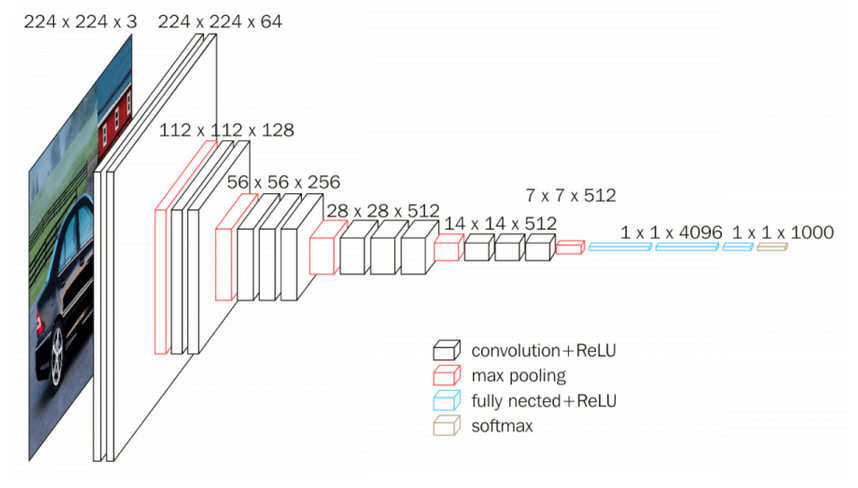 224 x 224 x 3
224 x 224 x 64
112 x 112 x 128
56 x 56 x 256
28 x 28 x 512
14 x 14 x 512
7 x 7 x 512
1 x 1 x 4096
1 x 1 x 1000
convolution+ReLU
max pooling
fully nected+ReLU
softmax